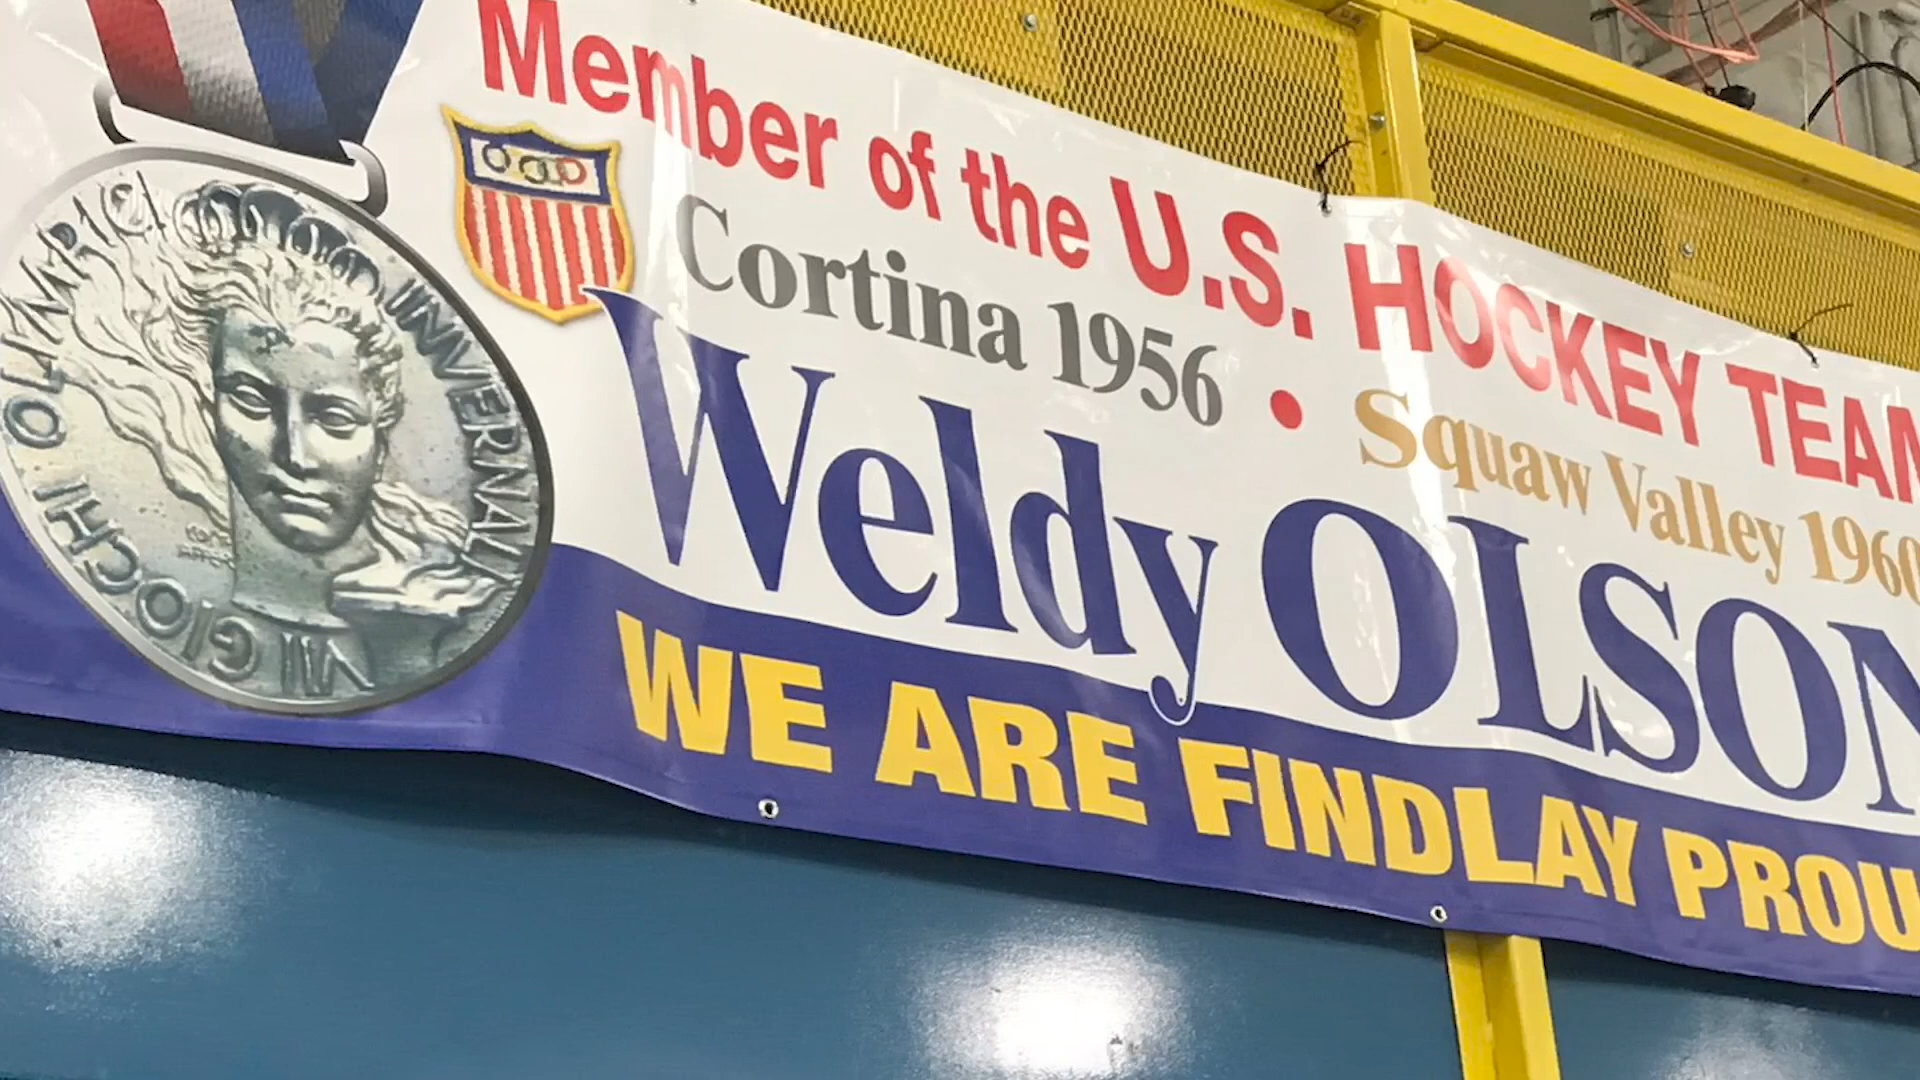 Member of the U.S. HOCKEY TEAM
Cortina 1956 • Squaw Valley 1960
Weldy OLSON
WE ARE FINDLAY PROU
VII GIOCHI OLIMPICI INVERNALI